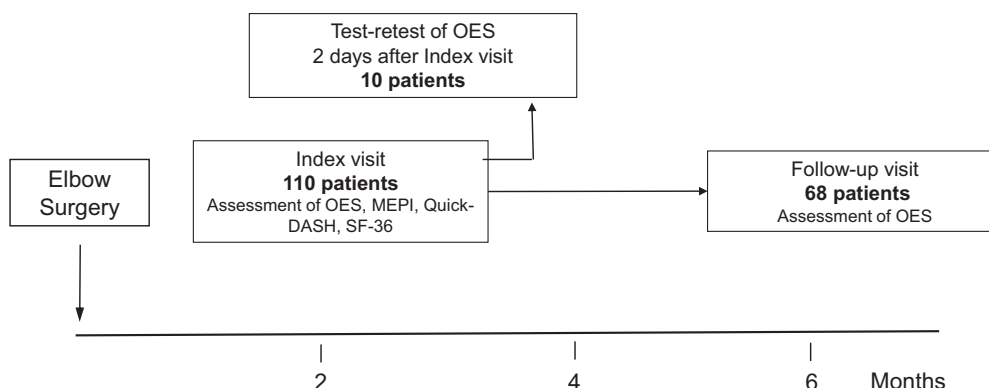 Test-retest of OES
2 days after Index visit
10 patients
Elbow
Surgery
Index visit
110 patients
Assessment of OES, MEPI, Quick-
DASH, SF-36
Follow-up visit
68 patients
Assessment of OES
2 4 6 Months